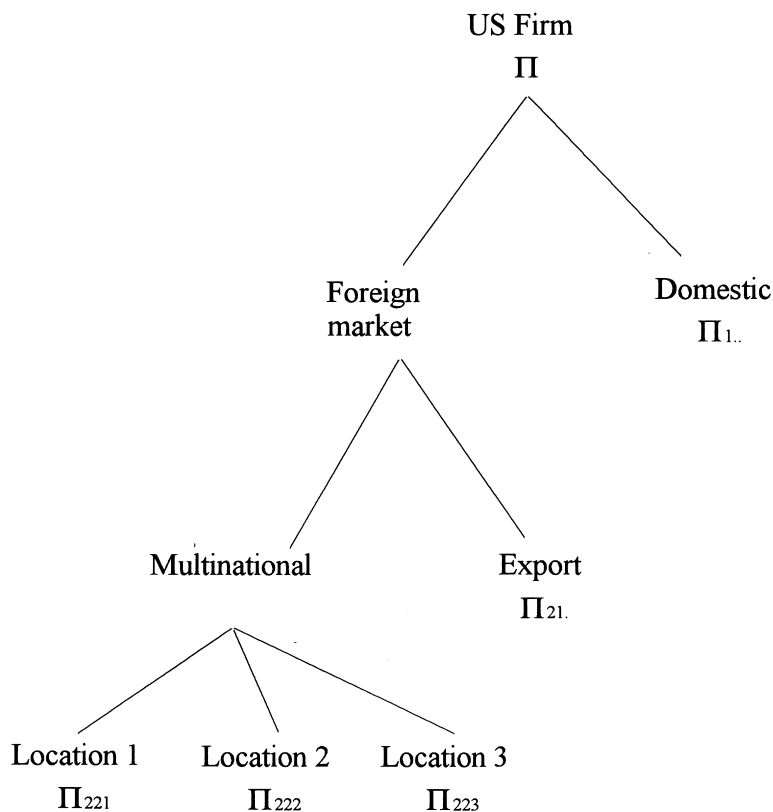 US Firm
Π
Foreign
market
Domestic
Π1..
Multinational
Export
Π21.
Location 1
Location 2
Location 3
Π221
Π222
Π223